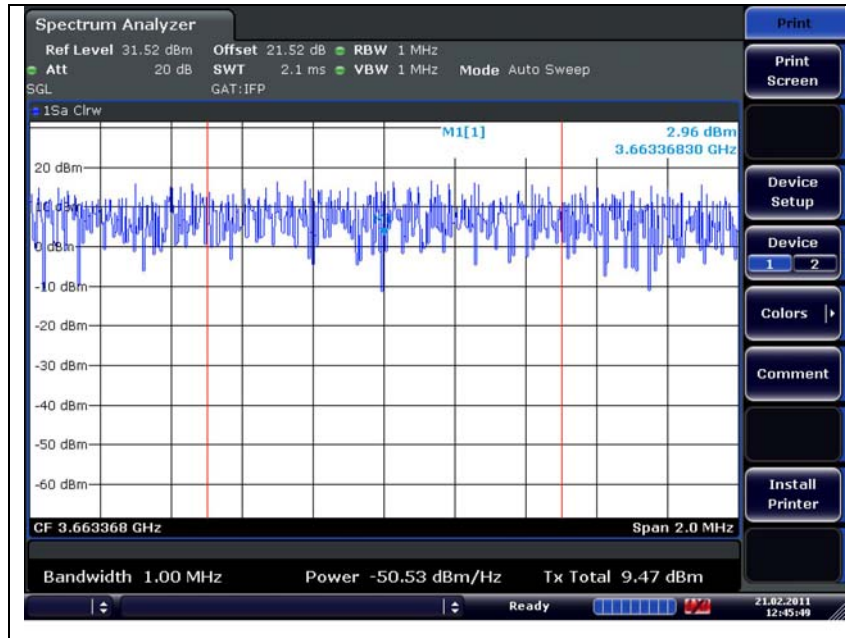 Spectrum Analyzer
Ref Level 31.52 dBm Offset 21.52 dB RBW 1 MHz
Att 20 dB SWT 2.1 ms VBW 1 MHz Mode Auto Sweep
SGL GAT:IFP
1Sa Clrw
M1[1] 2.96 dBm
3.66336830 GHz
20 dBm
10 dBm
0 dBm
-10 dBm
-20 dBm
-30 dBm
-40 dBm
-50 dBm
-60 dBm
CF 3.663368 GHz Span 2.0 MHz
Bandwidth 1.00 MHz Power -50.53 dBm/Hz Tx Total 9.47 dBm
Ready
21.02.2011
12:45:49
Print
Print
Screen
Device
Setup
Device
1 2
Colors
Comment
Install
Printer